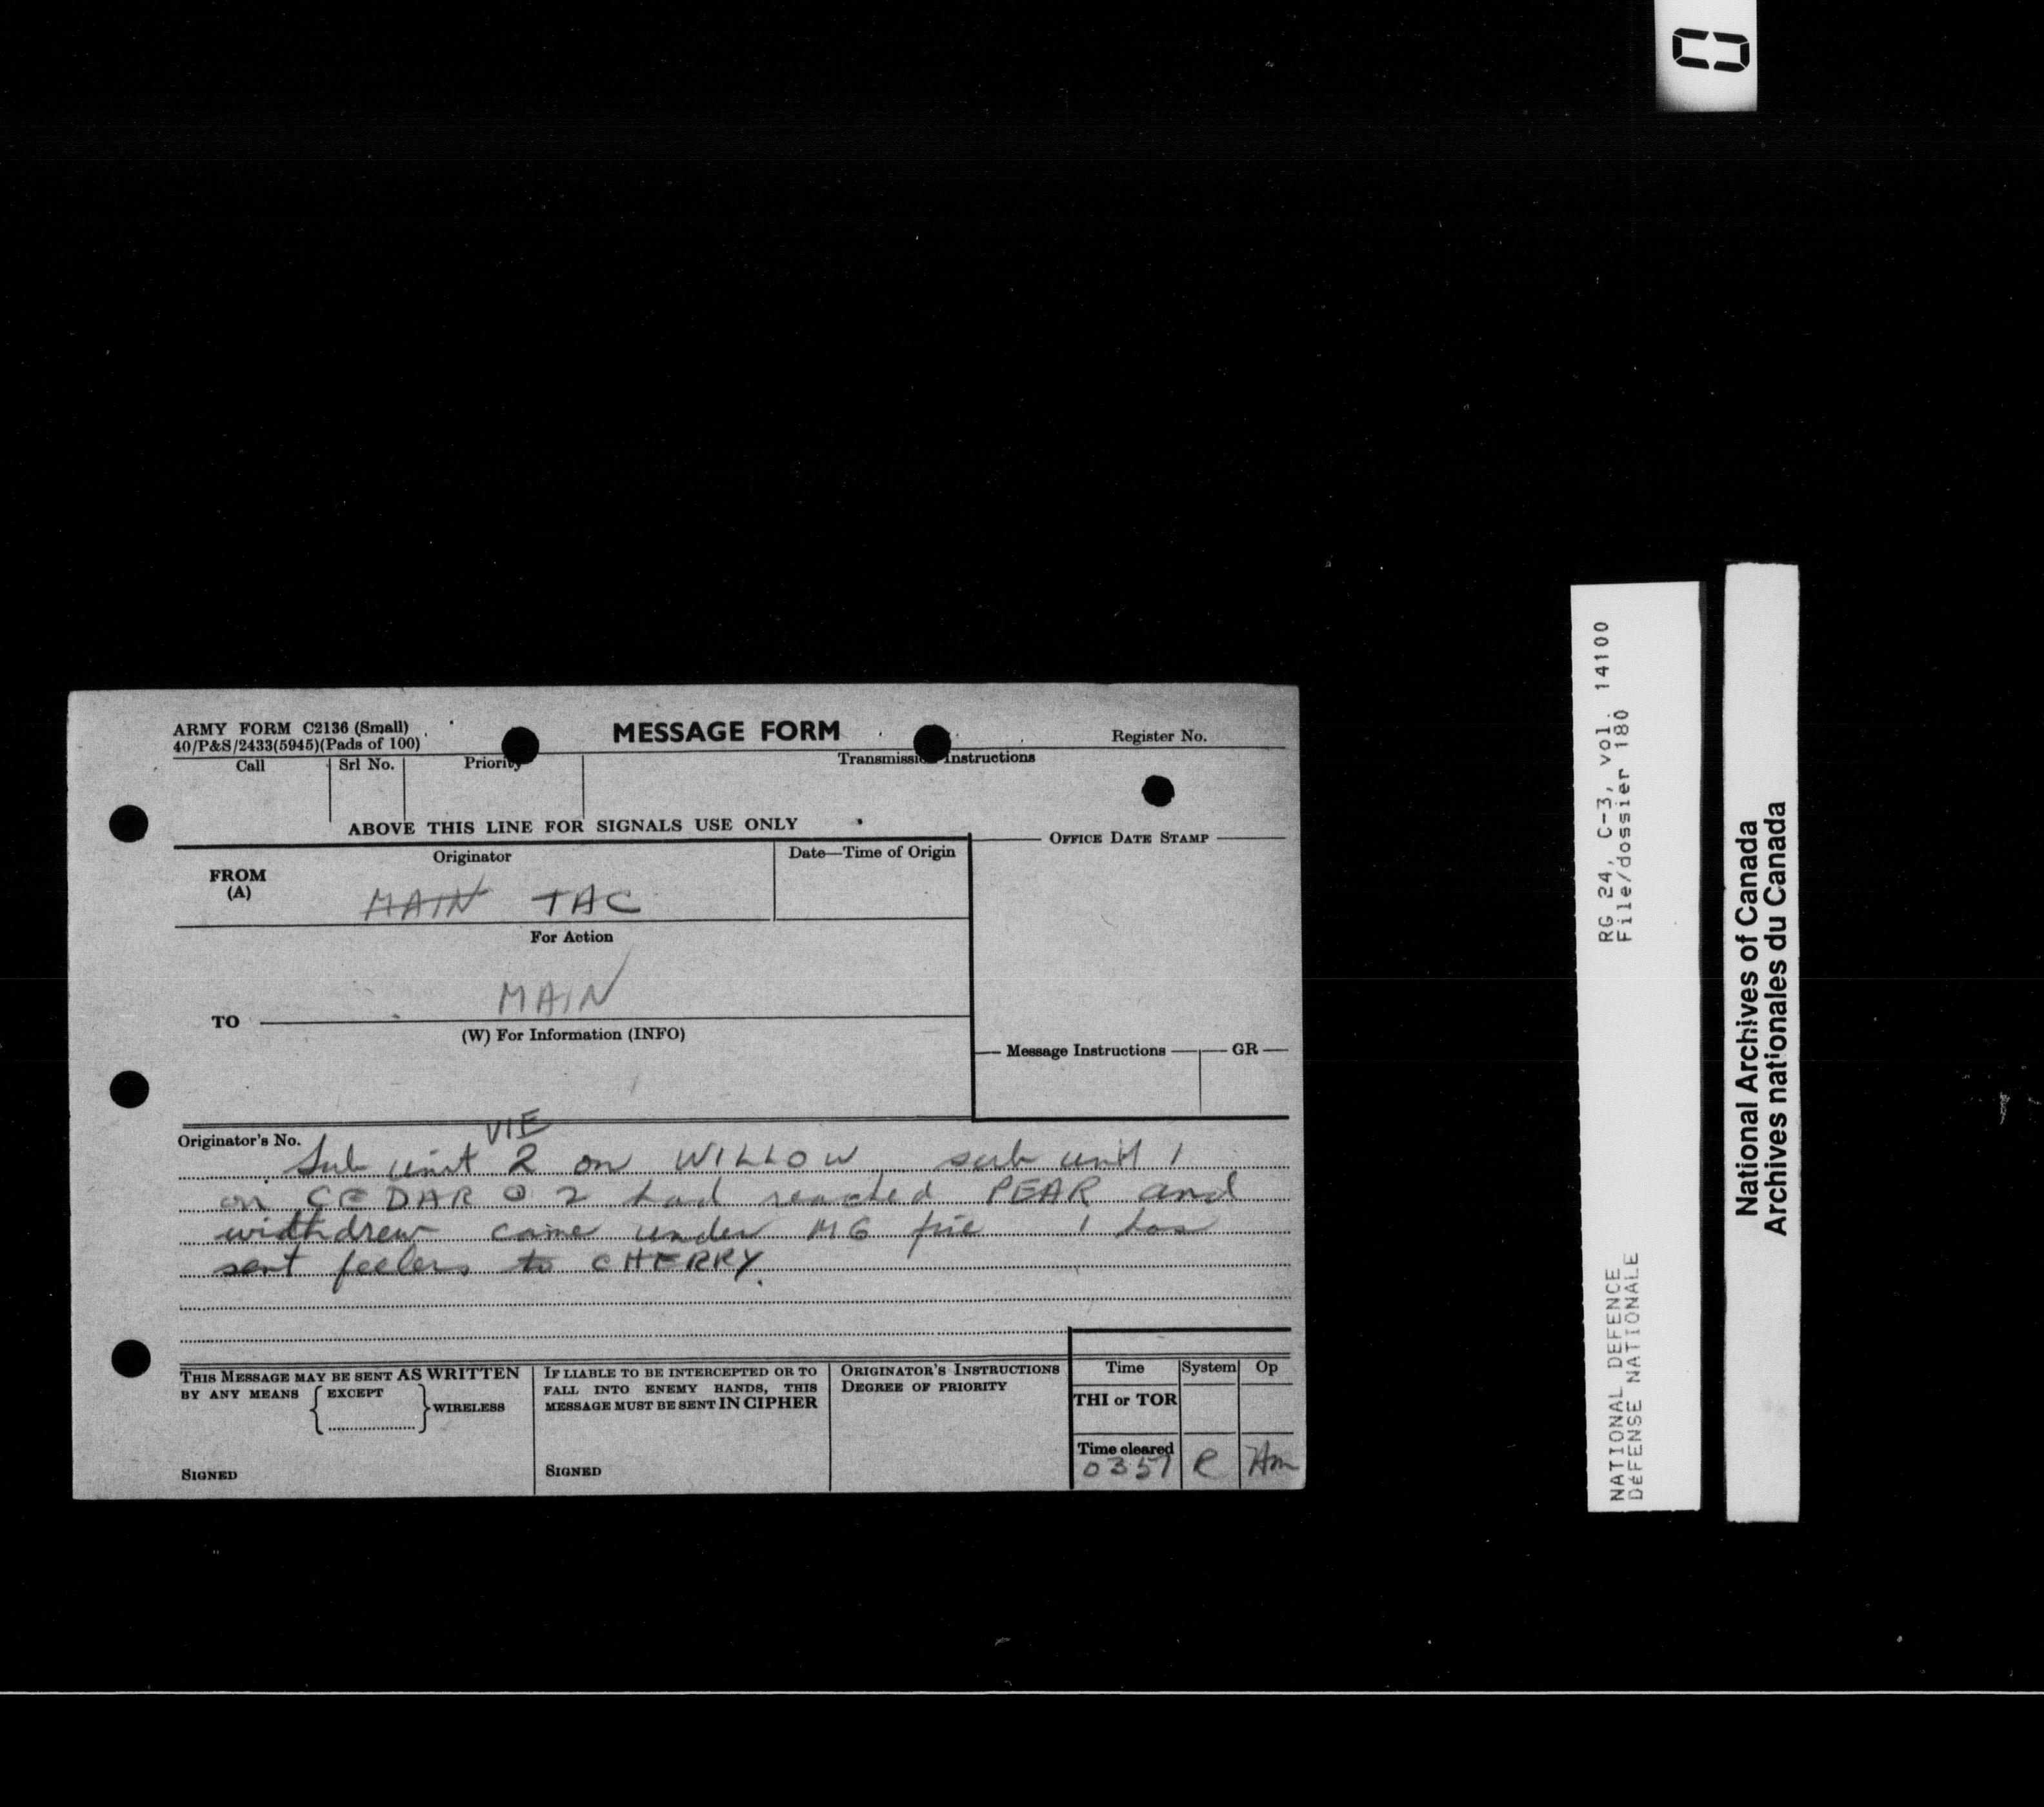 ARMY FORM C2136 (Small)
40/P&S/2433(5945)(Pads of 100)
MESSAGE FORM
Register No.
Call
Srl No.
Priority
Transmission Instructions
ABOVE THIS LINE FOR SIGNALS USE ONLY
OFFICE DATE STAMP
FROM
(A)
Originator
Date—Time of Origin
MAIN TAC
For Action
MAIN
TO
(W) For Information (INFO)
Message Instructions
GR
Originator's No.
VIE
Sub unit 2 on WILLOW sub unit 1
on CEDAR 2 had reached PEAR and
withdrew came under MG fire 1 has
sent feelers to CHERRY.
THIS MESSAGE MAY BE SENT AS WRITTEN
BY ANY MEANS { EXCEPT } WIRELESS
SIGNED
IF LIABLE TO BE INTERCEPTED OR TO
FALL INTO ENEMY HANDS, THIS
MESSAGE MUST BE SENT IN CIPHER
SIGNED
ORIGINATOR'S INSTRUCTIONS
DEGREE OF PRIORITY
Time
System
Op
THI or TOR
Time cleared
0357 R
RG 24, C-3, vol. 14100
File/dossier 180
NATIONAL DEFENCE
DéFENSE NATIONALE
National Archives of Canada
Archives nationales du Canada